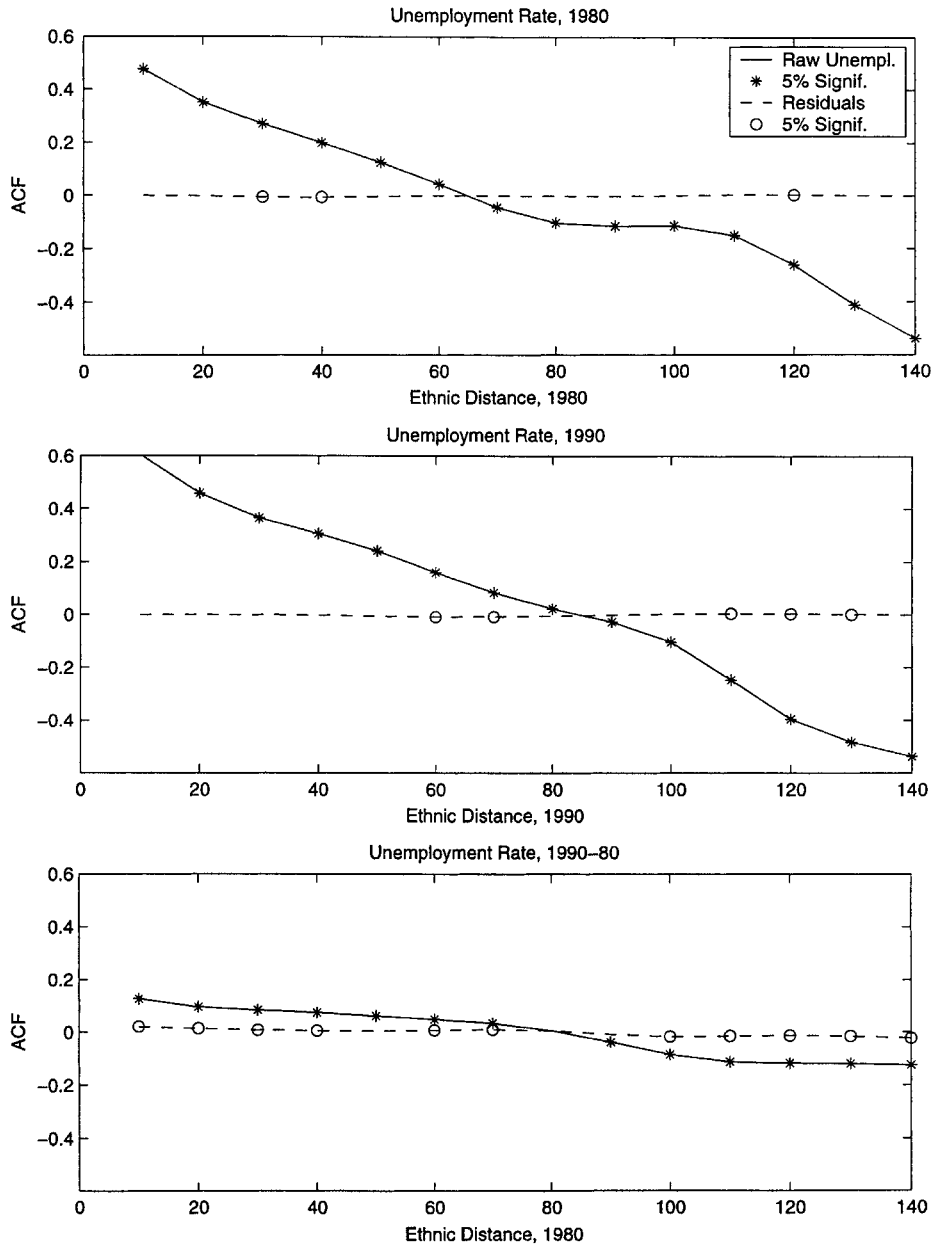 Unemployment Rate, 1980
0.6
0.4
0.2
0
−0.2
−0.4
ACF
Raw Unempl.
5% Signif.
Residuals
5% Signif.
0 20 40 60 80 100 120 140
Ethnic Distance, 1980
Unemployment Rate, 1990
0.6
0.4
0.2
0
−0.2
−0.4
ACF
0 20 40 60 80 100 120 140
Ethnic Distance, 1990
Unemployment Rate, 1990–80
0.6
0.4
0.2
0
−0.2
−0.4
ACF
0 20 40 60 80 100 120 140
Ethnic Distance, 1980